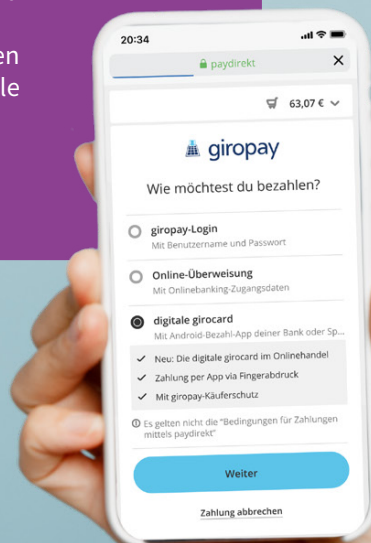 en
le
20:34
paydirekt
63,07 €
giropay
Wie möchtest du bezahlen?
giropay-Login
Mit Benutzername und Passwort
Online-Überweisung
Mit Onlinebanking-Zugangsdaten
digitale girocard
Mit Android-Bezahl-App deiner Bank oder Sp...
Neu: Die digitale girocard im Onlinehandel
Zahlung per App via Fingerabdruck
Mit giropay-Käuferschutz
Es gelten nicht die "Bedingungen für Zahlungen
mittels paydirekt"
Weiter
Zahlung abbrechen